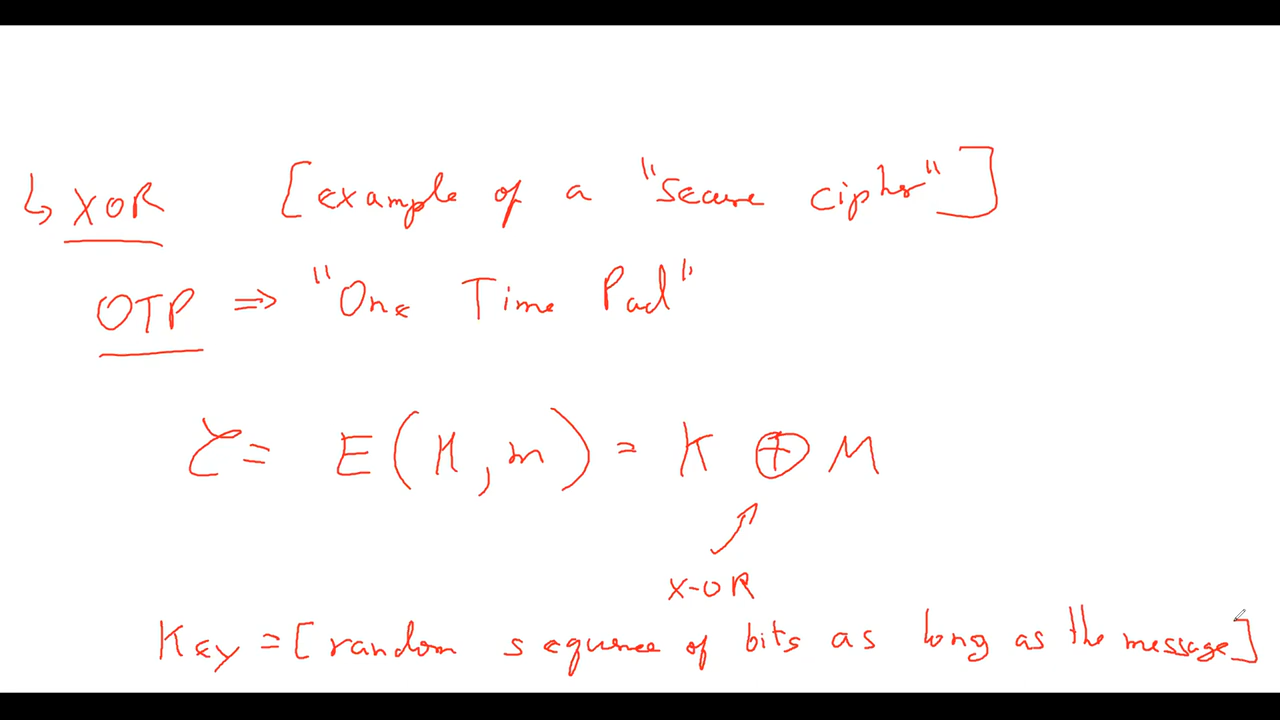 ↳ XOR [example of a "secure cipher"]
OTP ⇒ "One Time Pad"
C = E(K, m) = K ⊕ M
X-OR
Key = [random sequence of bits as long as the message]